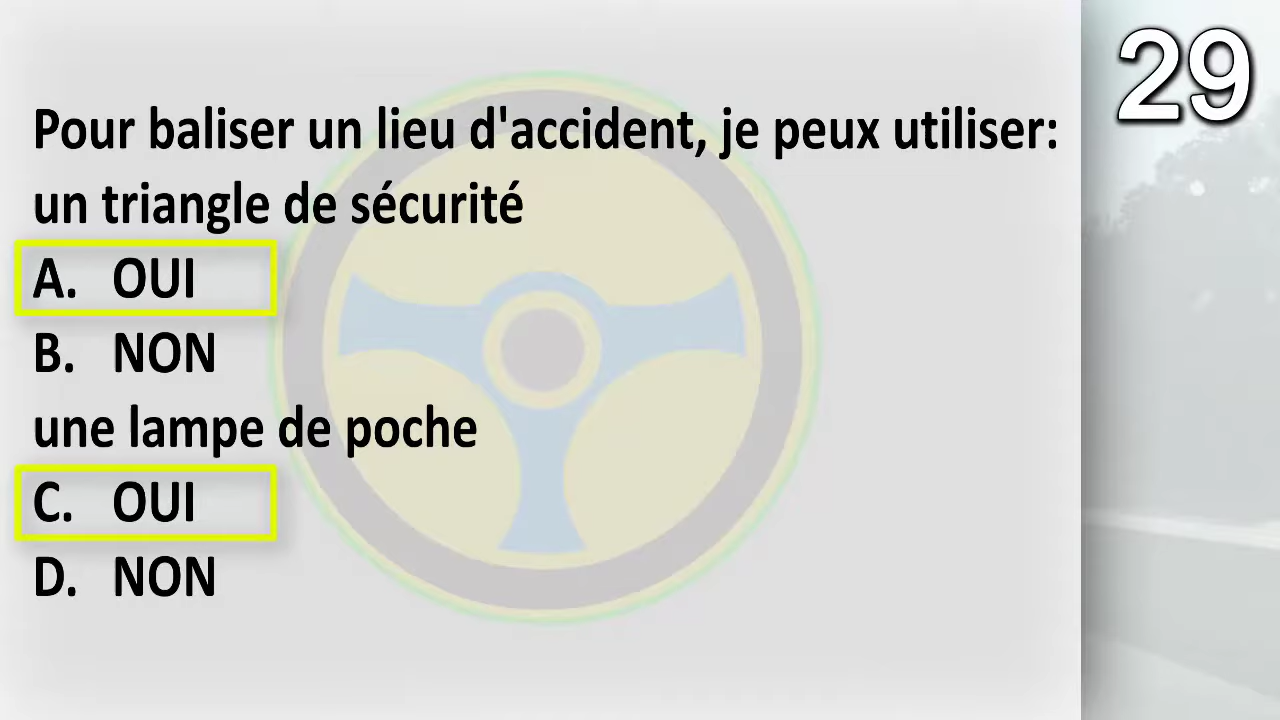 29
Pour baliser un lieu d'accident, je peux utiliser:
un triangle de sécurité
A. OUI
B. NON
une lampe de poche
C. OUI
D. NON